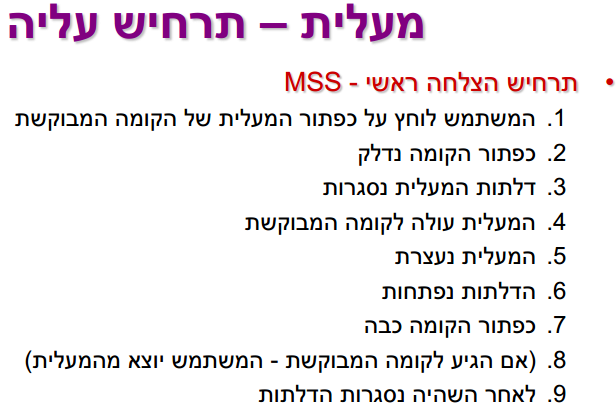 מעלית – תרחיש עליה
• תרחיש הצלחה ראשי - MSS
1. המשתמש לוחץ על כפתור המעלית של הקומה המבוקשת
2. כפתור הקומה נדלק
3. דלתות המעלית נסגרות
4. המעלית עולה לקומה המבוקשת
5. המעלית נעצרת
6. הדלתות נפתחות
7. כפתור הקומה כבה
8. (אם הגיע לקומה המבוקשת - המשתמש יוצא מהמעלית)
9. לאחר השהיה נסגרות הדלתות